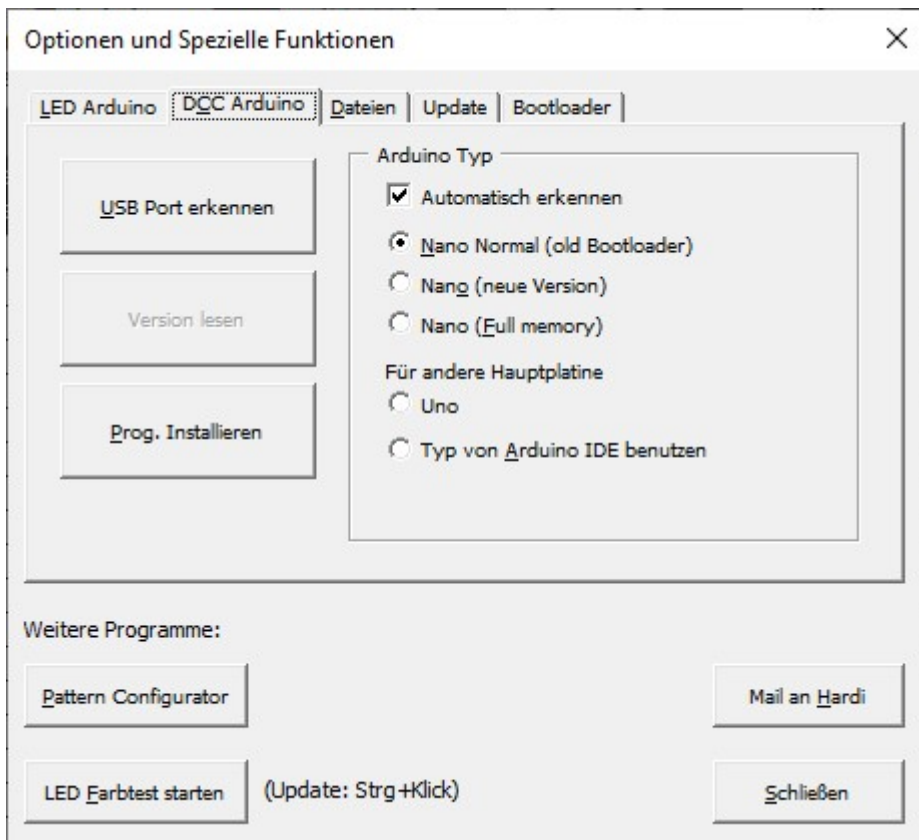 Optionen und Spezielle Funktionen
LED Arduino DCC Arduino Dateien Update Bootloader
USB Port erkennen
Version lesen
Prog. Installieren
Arduino Typ
Automatisch erkennen
Nano Normal (old Bootloader)
Nano (neue Version)
Nano (Full memory)
Für andere Hauptplatine
Uno
Typ von Arduino IDE benutzen
Weitere Programme:
Pattern Configurator
Mail an Hardi
LED Farbtest starten (Update: Strg+Klick)
Schließen